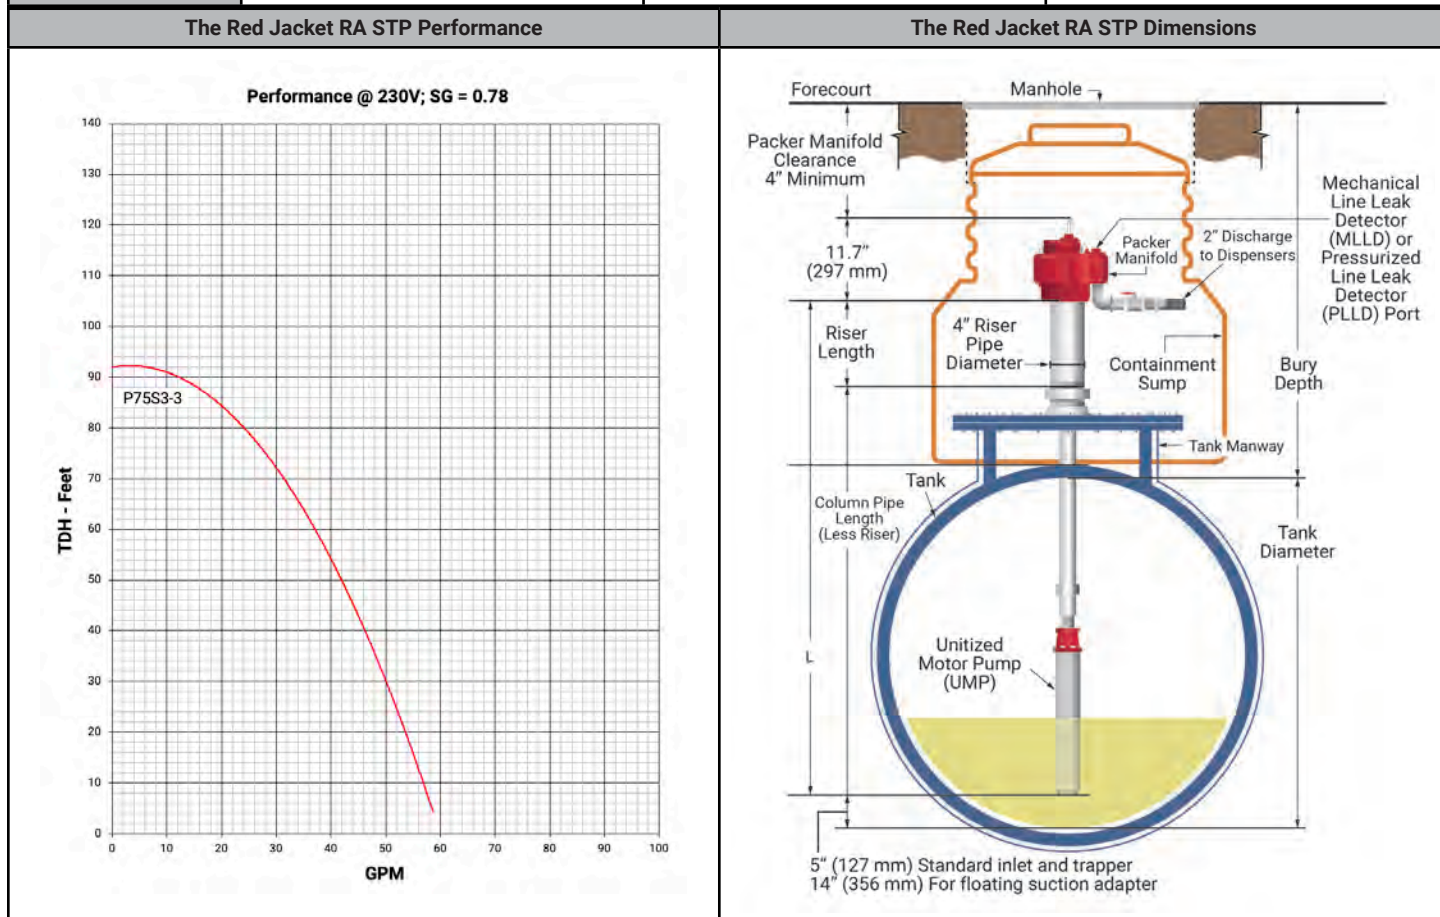 The Red Jacket RA STP Performance
The Red Jacket RA STP Dimensions
Performance @ 230V; SG = 0.78
140
130
120
110
100
90
80
70
60
50
40
30
20
10
0
P75S3-3
TDH - Feet
0 10 20 30 40 50 60 70 80 90 100
GPM
Forecourt
Manhole
Packer Manifold
Clearance
4” Minimum
11.7”
(297 mm)
Riser
Length
4” Riser
Pipe
Diameter
Packer
Manifold
2” Discharge
to Dispensers
Mechanical
Line Leak
Detector
(MLLD) or
Pressurized
Line Leak
Detector
(PLLD) Port
Containment
Sump
Bury
Depth
Tank Manway
Tank
Column Pipe
Length
(Less Riser)
Tank
Diameter
L
Unitized
Motor Pump
(UMP)
5“ (127 mm) Standard inlet and trapper
14” (356 mm) For floating suction adapter